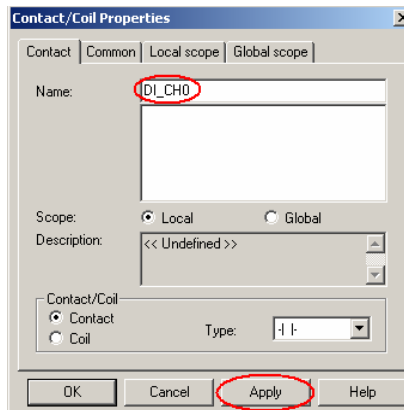 Contact/Coil Properties
Contact Common Local scope Global scope
Name: DI_CH0
Scope: Local Global
Description: << Undefined >>
Contact/Coil
Contact
Coil
Type: -| |-
OK Cancel Apply Help